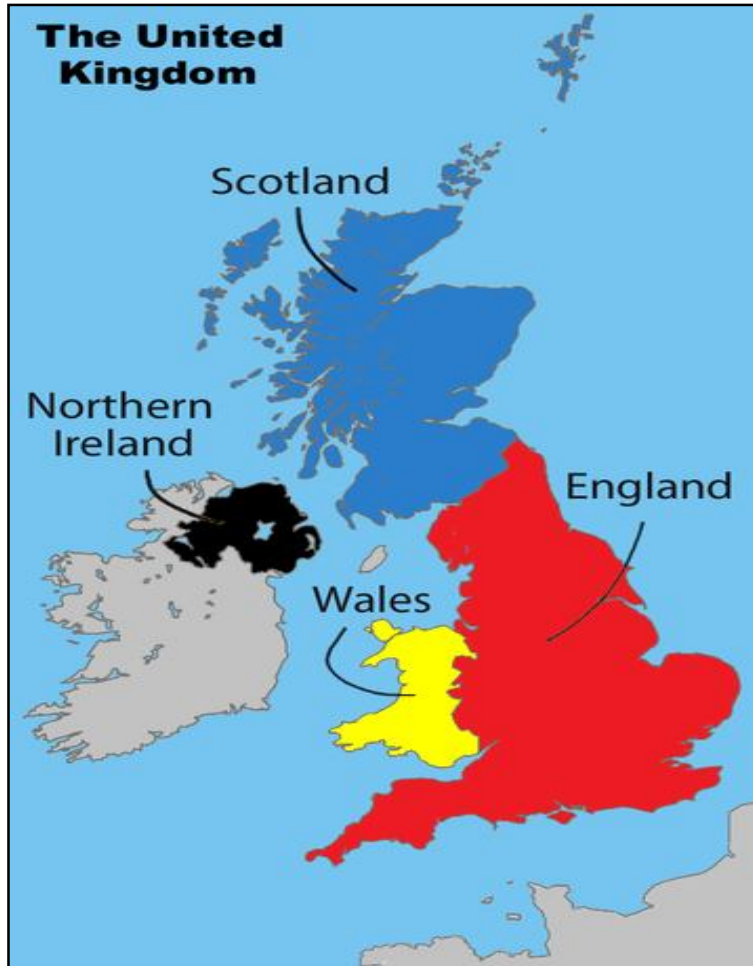 The United
Kingdom
Scotland
Northern
Ireland
England
Wales